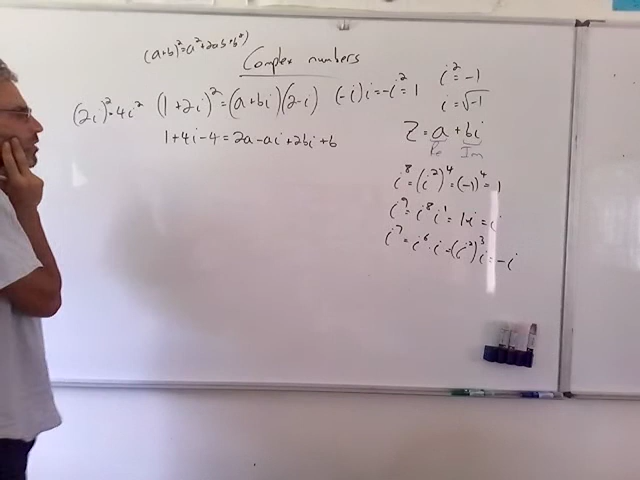 (a+b)²=a²+2ab+b²)
Complex numbers
(2i)²=4i² (1+2i)²=(a+bi)(2-i) (-i)i=-i²=1
1+4i-4=2a-ai+2bi+b
i²=-1
i=√-1
Z=a+bi
Re Im
i⁸=(i²)⁴=(-1)⁴=1
i⁹=i⁸i¹=1·i=i
i⁷=i⁶·i=(i²)³i=-i